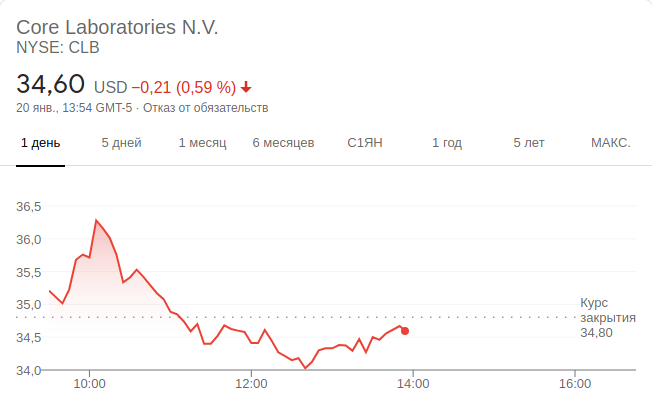 Core Laboratories N.V.
NYSE: CLB
34,60 USD −0,21 (0,59 %)
20 янв., 13:54 GMT-5 · Отказ от обязательств
1 день 5 дней 1 месяц 6 месяцев С1ЯН 1 год 5 лет МАКС.
36,5
36,0
35,5
35,0
34,5
34,0
Курс
закрытия
34,80
10:00 12:00 14:00 16:00